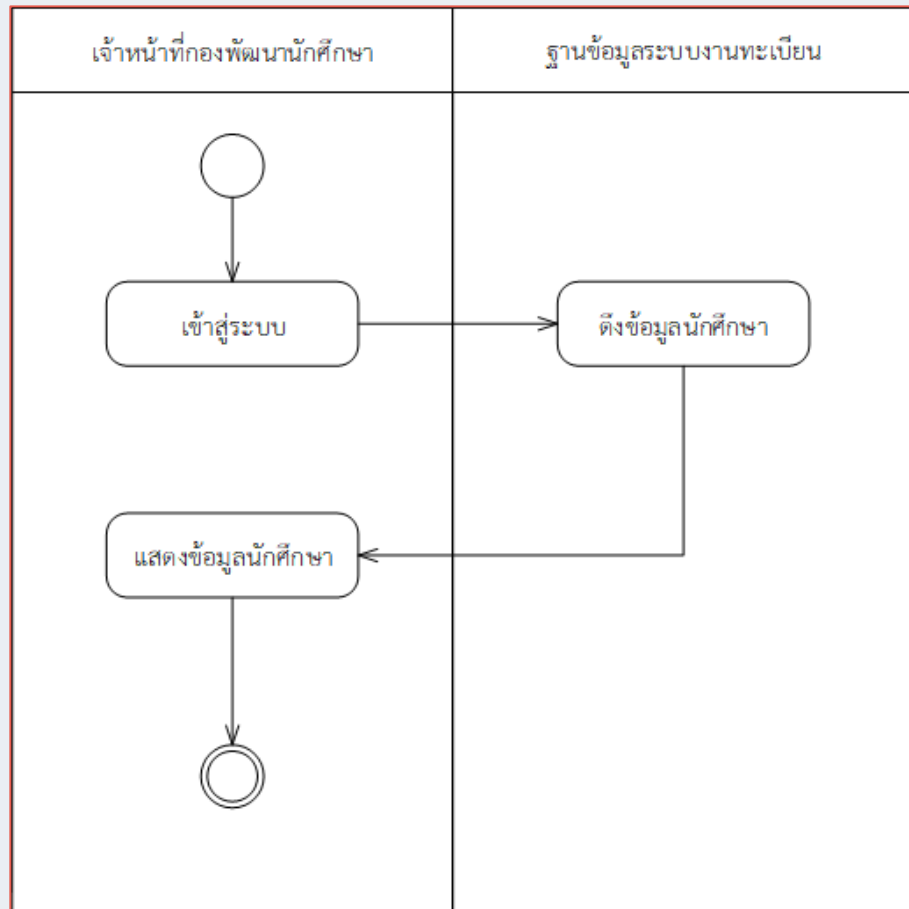 เจ้าหน้าที่กองพัฒนานักศึกษา
ฐานข้อมูลระบบงานทะเบียน
เข้าสู่ระบบ
ดึงข้อมูลนักศึกษา
แสดงข้อมูลนักศึกษา